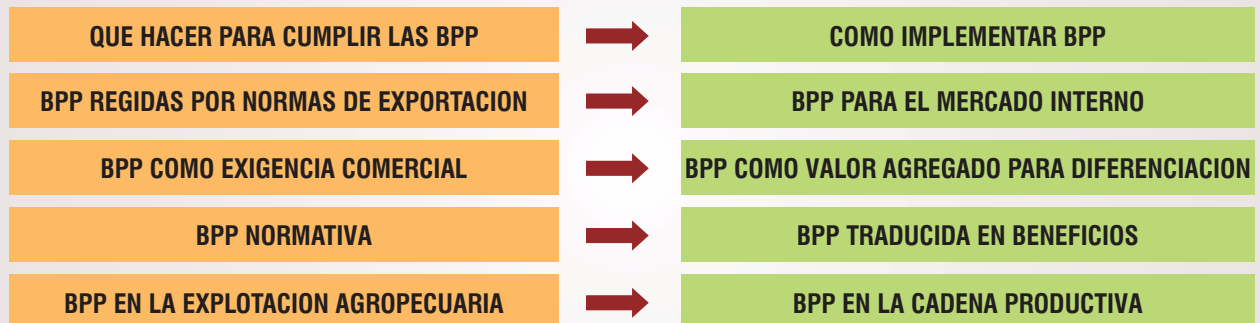 QUE HACER PARA CUMPLIR LAS BPP
COMO IMPLEMENTAR BPP
BPP REGIDAS POR NORMAS DE EXPORTACION
BPP PARA EL MERCADO INTERNO
BPP COMO EXIGENCIA COMERCIAL
BPP COMO VALOR AGREGADO PARA DIFERENCIACION
BPP NORMATIVA
BPP TRADUCIDA EN BENEFICIOS
BPP EN LA EXPLOTACION AGROPECUARIA
BPP EN LA CADENA PRODUCTIVA